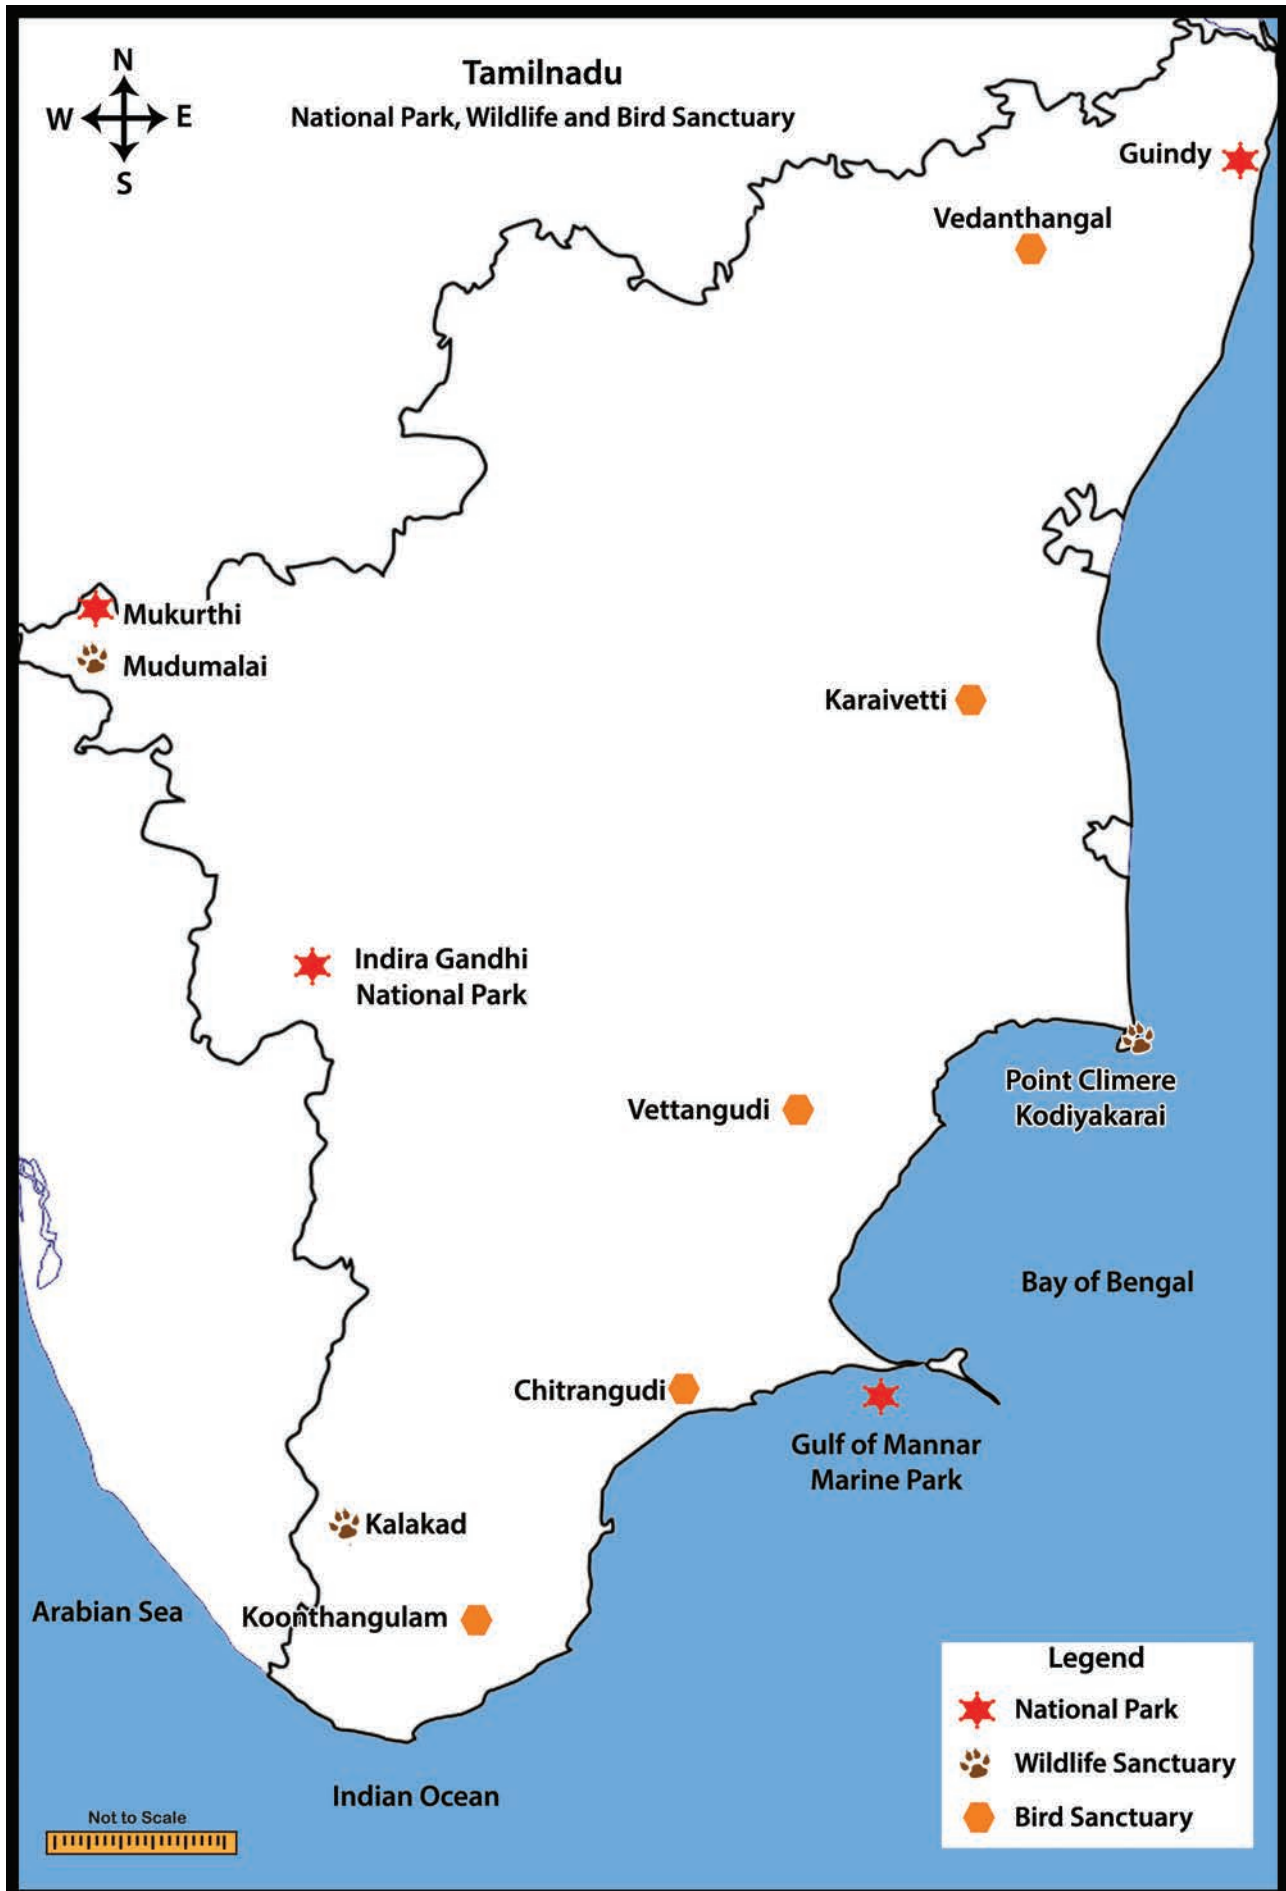 N
W E
S
Tamilnadu
National Park, Wildlife and Bird Sanctuary
Guindy
Vedanthangal
Mukurthi
Mudumalai
Karaivetti
Indira Gandhi
National Park
Point Climere
Kodiyakarai
Vettangudi
Bay of Bengal
Chitrangudi
Gulf of Mannar
Marine Park
Kalakad
Arabian Sea
Koonthangulam
Indian Ocean
Not to Scale
Legend
National Park
Wildlife Sanctuary
Bird Sanctuary